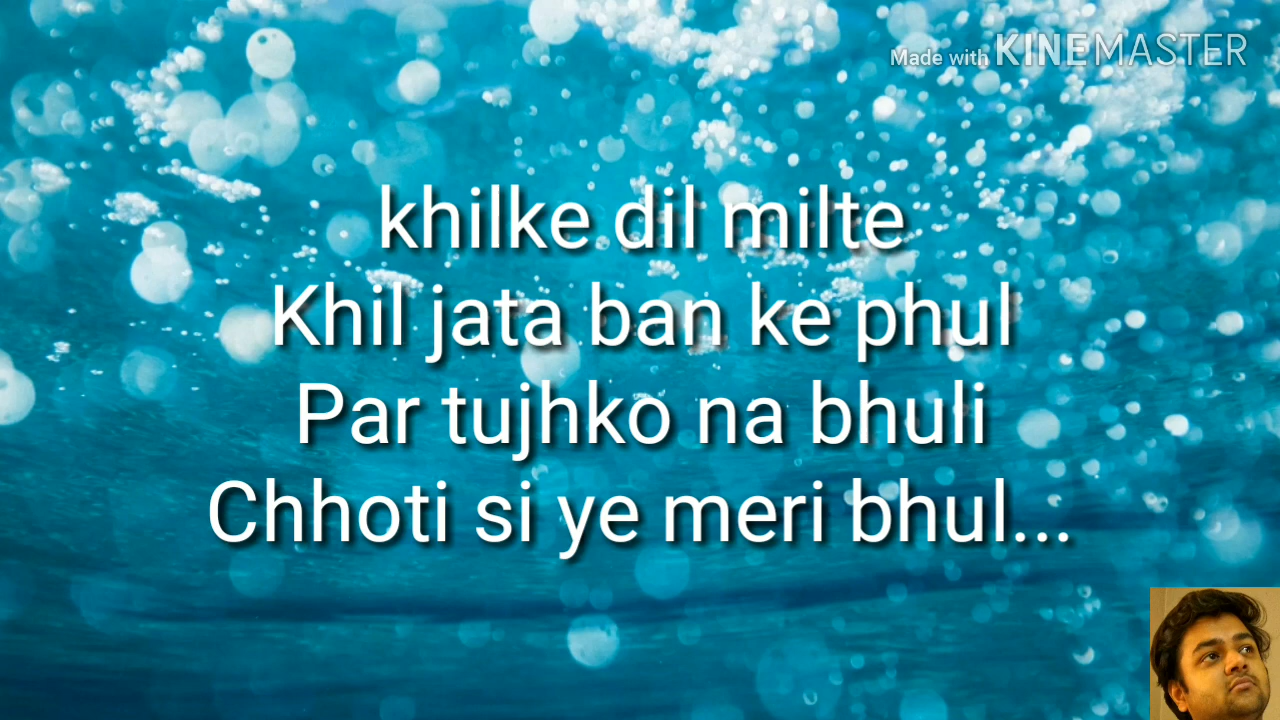 Made with KINEMASTER
khilke dil milte
Khil jata ban ke phul
Par tujhko na bhuli
Chhoti si ye meri bhul...